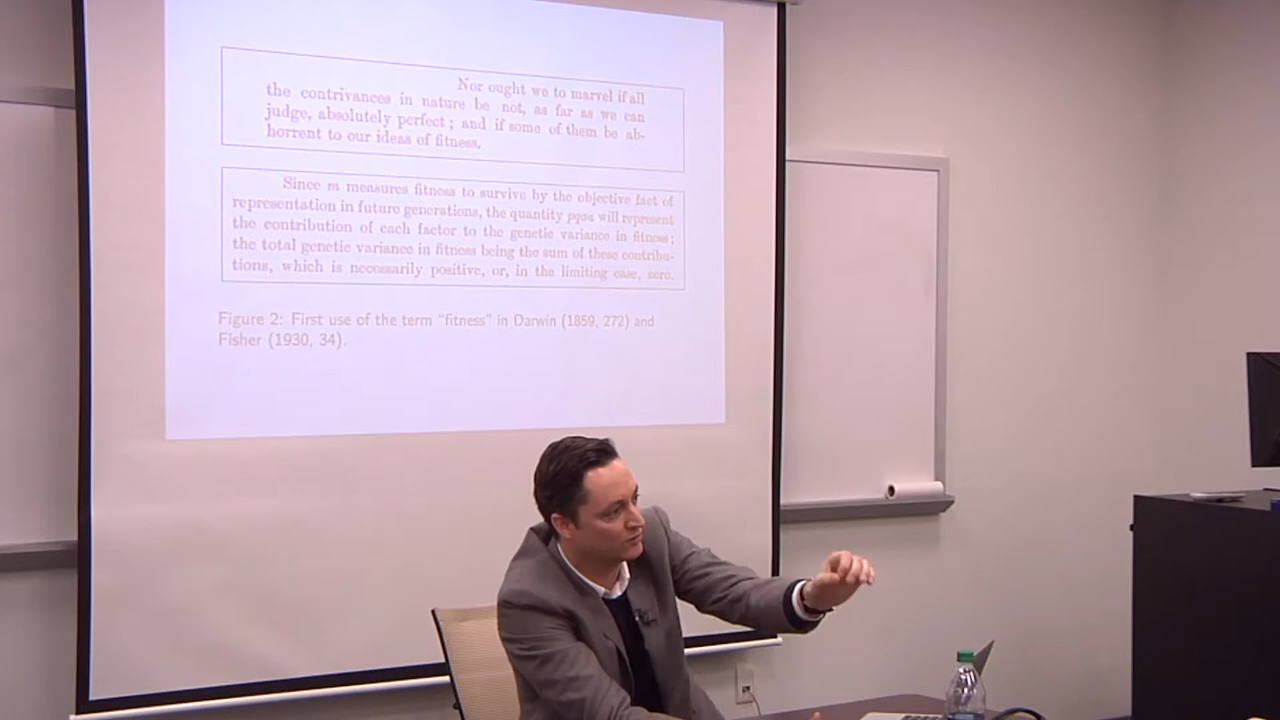 Nor ought we to marvel if all
the contrivances in nature be not, as far as we can
judge, absolutely perfect; and if some of them be ab-
horrent to our ideas of fitness.
Since m measures fitness to survive by the objective fact of
representation in future generations, the quantity pqaα will represent
the contribution of each factor to the genetic variance in fitness;
the total genetic variance in fitness being the sum of these contribu-
tions, which is necessarily positive, or, in the limiting case, zero.
Figure 2: First use of the term “fitness” in Darwin (1859, 272) and
Fisher (1930, 34).